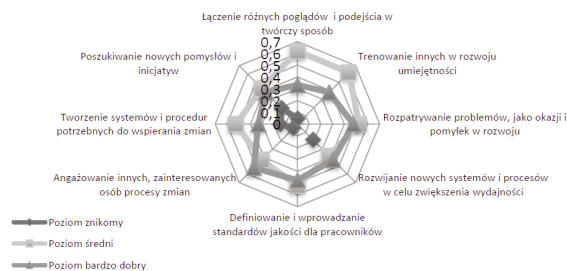 Łączenie różnych poglądów i podejścia w
twórczy sposób
Poszukiwanie nowych pomysłów i
inicjatyw
Trenowanie innych w rozwoju
umiejętności
0,7
0,6
0,5
0,4
0,3
0,2
0,1
0
Tworzenie systemów i procedur
potrzebnych do wspierania zmian
Rozpatrywanie problemów, jako okazji i
pomyłek w rozwoju
Angażowanie innych, zainteresowanych
osób procesy zmian
Rozwijanie nowych systemów i procesów
w celu zwiększenia wydajności
Definiowanie i wprowadzanie
standardów jakości dla pracowników
Poziom znikomy
Poziom średni
Poziom bardzo dobry